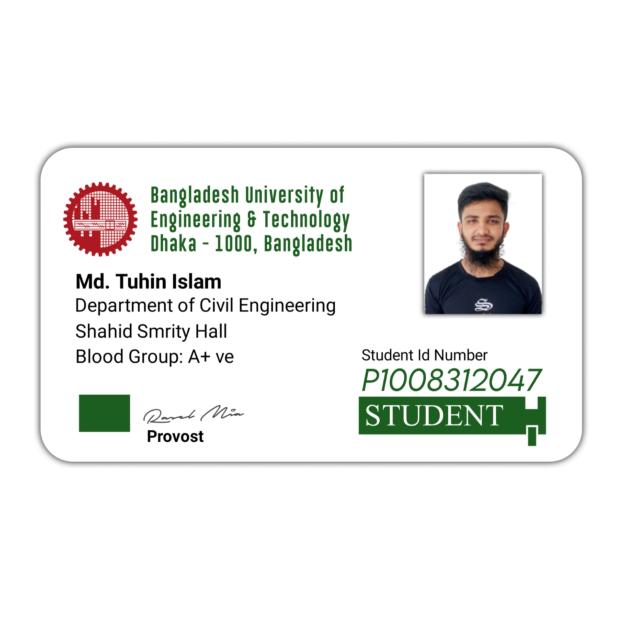 Bangladesh University of
Engineering & Technology
Dhaka - 1000, Bangladesh
Md. Tuhin Islam
Department of Civil Engineering
Shahid Smrity Hall
Blood Group: A+ ve
Student Id Number
P1008312047
STUDENT
Rasel Mia
Provost